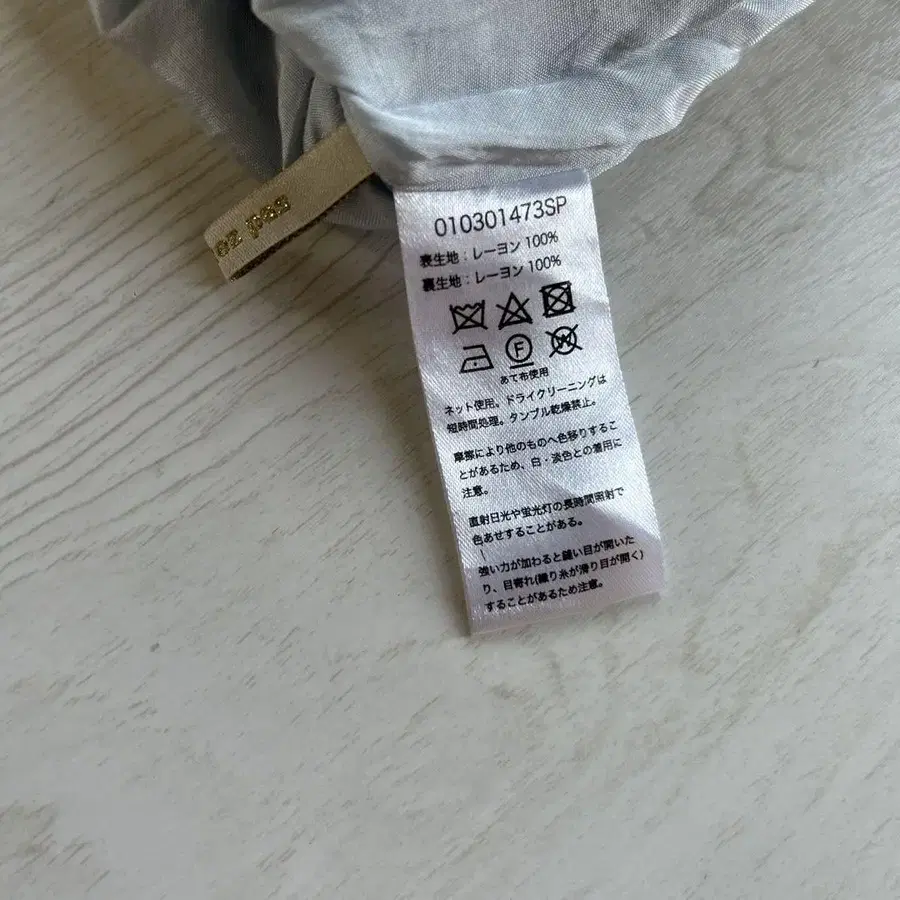 010301473SP
表生地：レーヨン 100%
裏生地：レーヨン 100%
F
W
あて布使用
ネット使用。ドライクリーニングは
短時間処理。タンブル乾燥禁止。
摩擦により他のものへ色移りするこ
とがあるため、白・淡色との着用に
注意。
直射日光や蛍光灯の長時間照射で
色あせすることがある。
強い力が加わると縫い目が開いた
り、目寄れ(織り糸が滑り目が開く)
することがあるため注意。